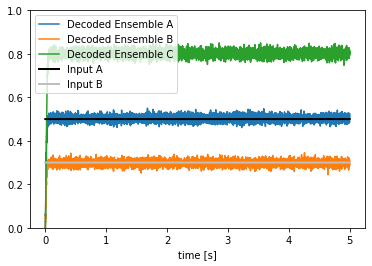 1.0
0.8
0.6
0.4
0.2
0.0
Decoded Ensemble A
Decoded Ensemble B
Decoded Ensemble C
Input A
Input B
0 1 2 3 4 5
time [s]